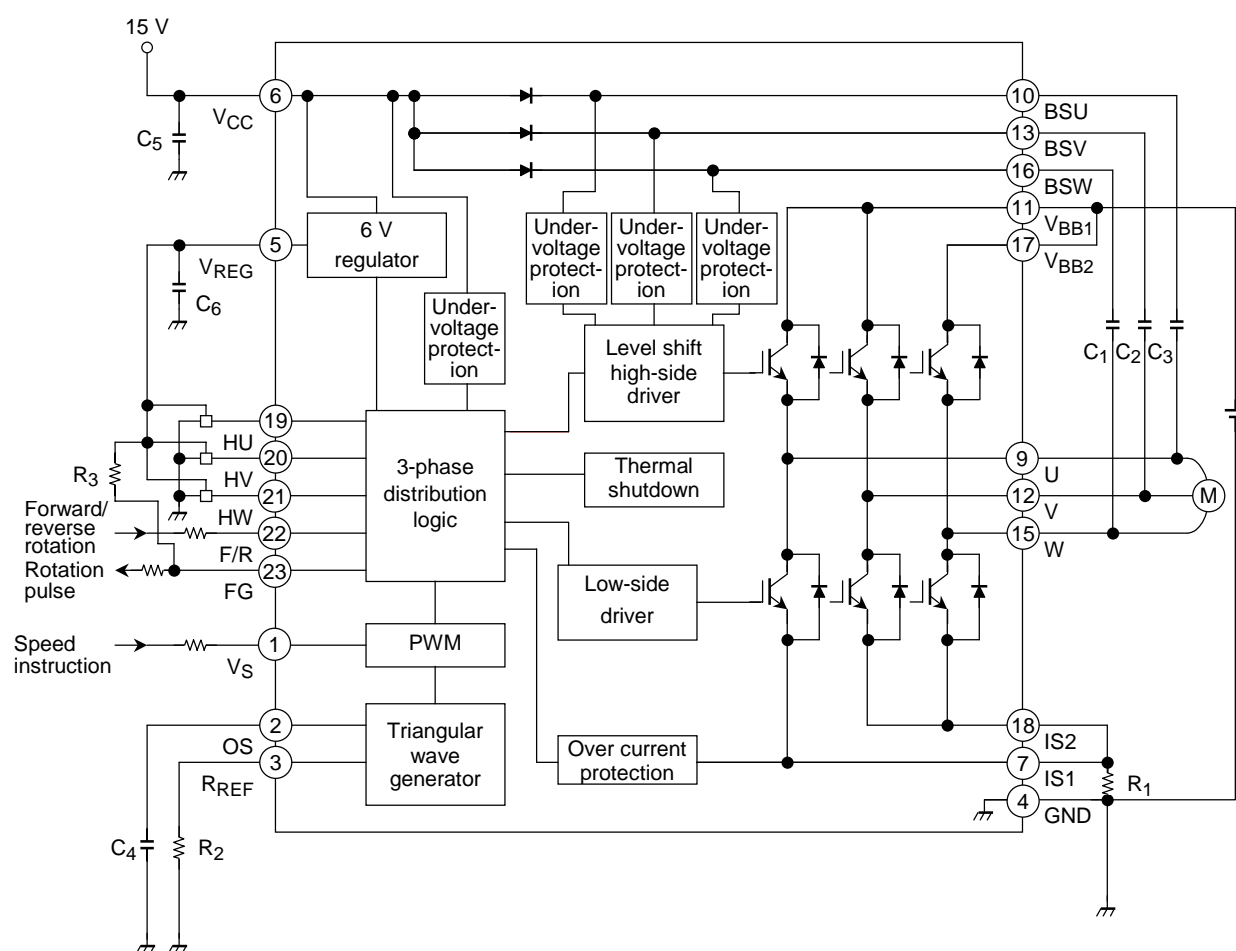 15 V
6
VCC
C5
10
BSU
13
BSV
16
BSW
11
VBB1
17
VBB2
5
VREG
C6
6 V
regulator
Under-
voltage
protect-
ion
Under-
voltage
protect-
ion
Under-
voltage
protect-
ion
Under-
voltage
protect-
ion
Level shift
high-side
driver
C1
C2
C3
19
HU
20
HV
21
HW
22
F/R
23
FG
R3
Forward/
reverse
rotation
Rotation
pulse
3-phase
distribution
logic
Thermal
shutdown
Low-side
driver
9
U
12
V
15
W
M
Speed
instruction
1
VS
PWM
2
OS
3
RREF
Triangular
wave
generator
Over current
protection
18
IS2
7
IS1
4
GND
R1
C4
R2